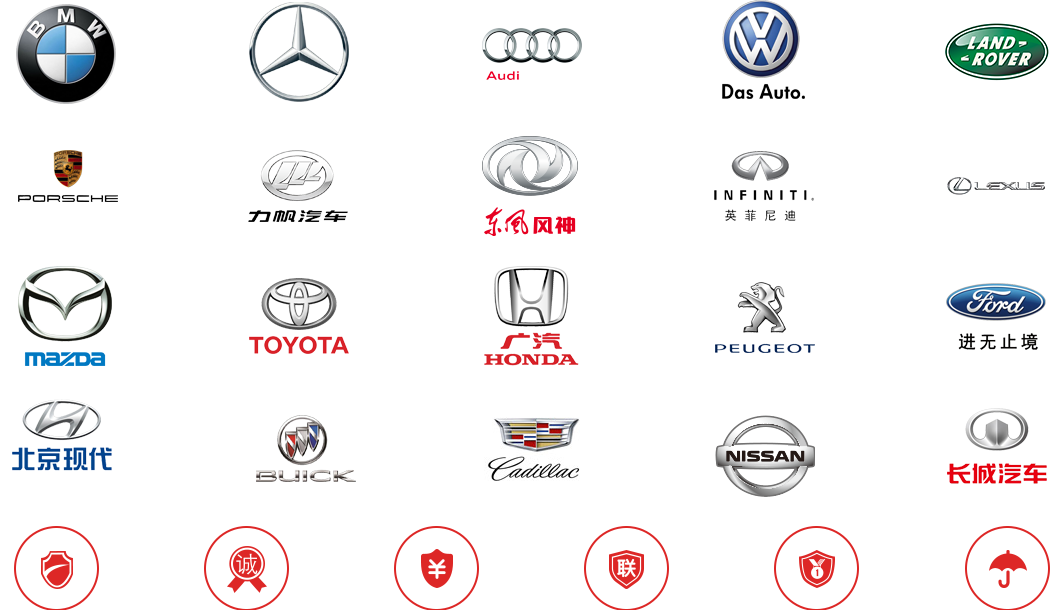 BMW
Audi
Das Auto.
LAND-
-ROVER
PORSCHE
力帆汽车
东风风神
INFINITI®
英菲尼迪
LEXUS
mazda
TOYOTA
广汽
HONDA
PEUGEOT
Ford
进无止境
北京现代
BUICK
Cadillac
NISSAN
长城汽车
诚
¥
联
1